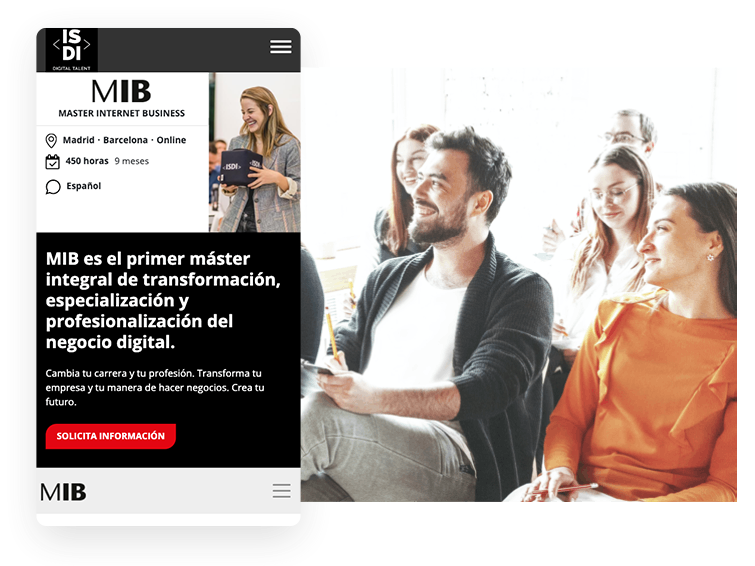 <IS
DI>
DIGITAL TALENT
MIB
MASTER INTERNET BUSINESS
Madrid · Barcelona · Online
450 horas 9 meses
Español
<ISDI>
MIB es el primer máster
integral de transformación,
especialización y
profesionalización del
negocio digital.
Cambia tu carrera y tu profesión. Transforma tu
empresa y tu manera de hacer negocios. Crea tu
futuro.
SOLICITA INFORMACIÓN
MIB